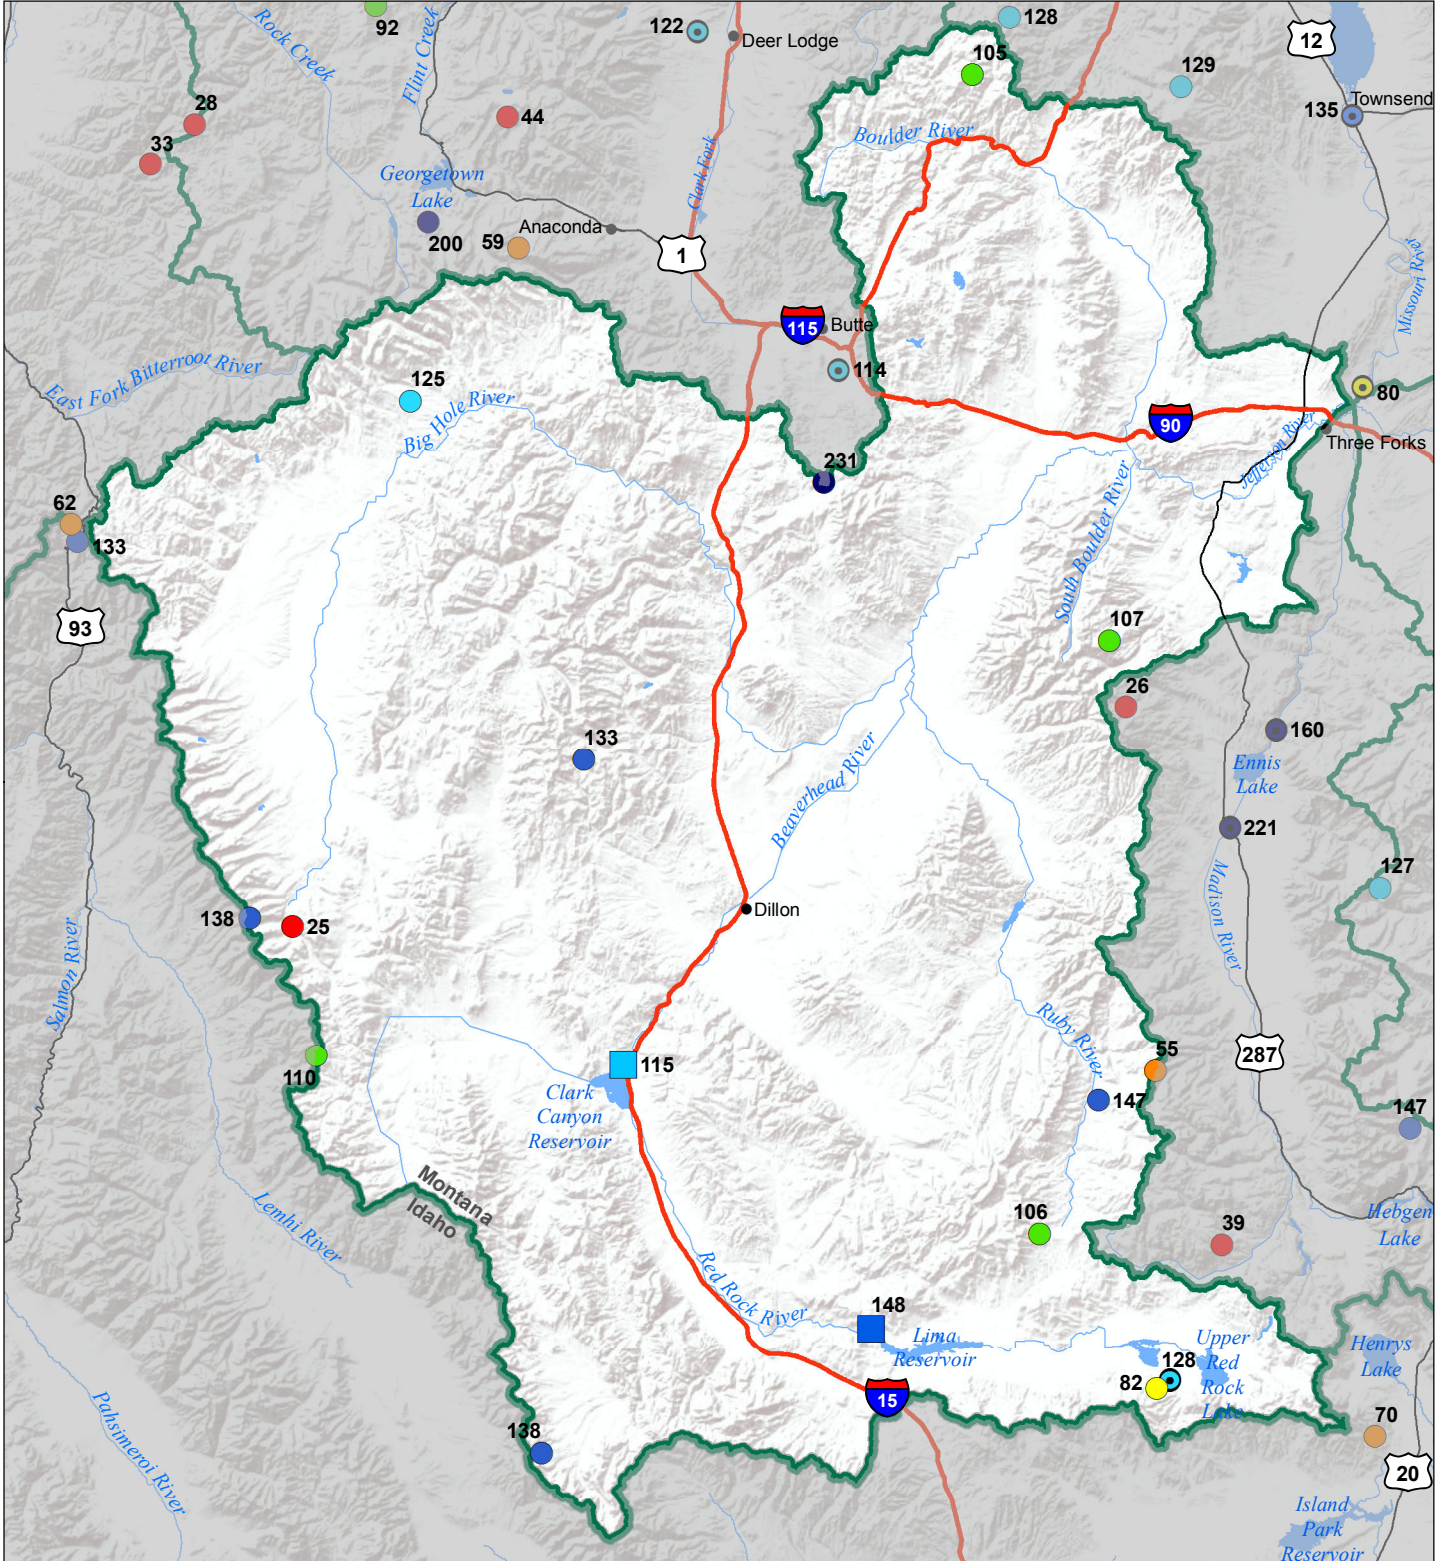 92
Rock Creek
Flint Creek
122
Deer Lodge
128
105
12
129
135
Townsend
28
44
33
Boulder River
Clark Fork
Georgetown
Lake
200
59
Anaconda
1
Missouri River
115
Butte
114
East Fork Bitterroot River
125
Big Hole River
80
90
Three Forks
Jefferson River
231
South Boulder River
62
133
93
107
26
160
Ennis
Lake
133
Beaverhead River
221
Madison River
127
138
25
Dillon
Salmon River
Ruby River
55
287
110
115
Clark
Canyon
Reservoir
147
147
Montana
Idaho
Lemhi River
106
39
Hebgen
Lake
Red Rock River
148
Lima
Reservoir
Upper
Red
Rock
Lake
128
82
Henrys
Lake
15
70
138
20
Pahsimeroi River
Island
Park
Reservoir